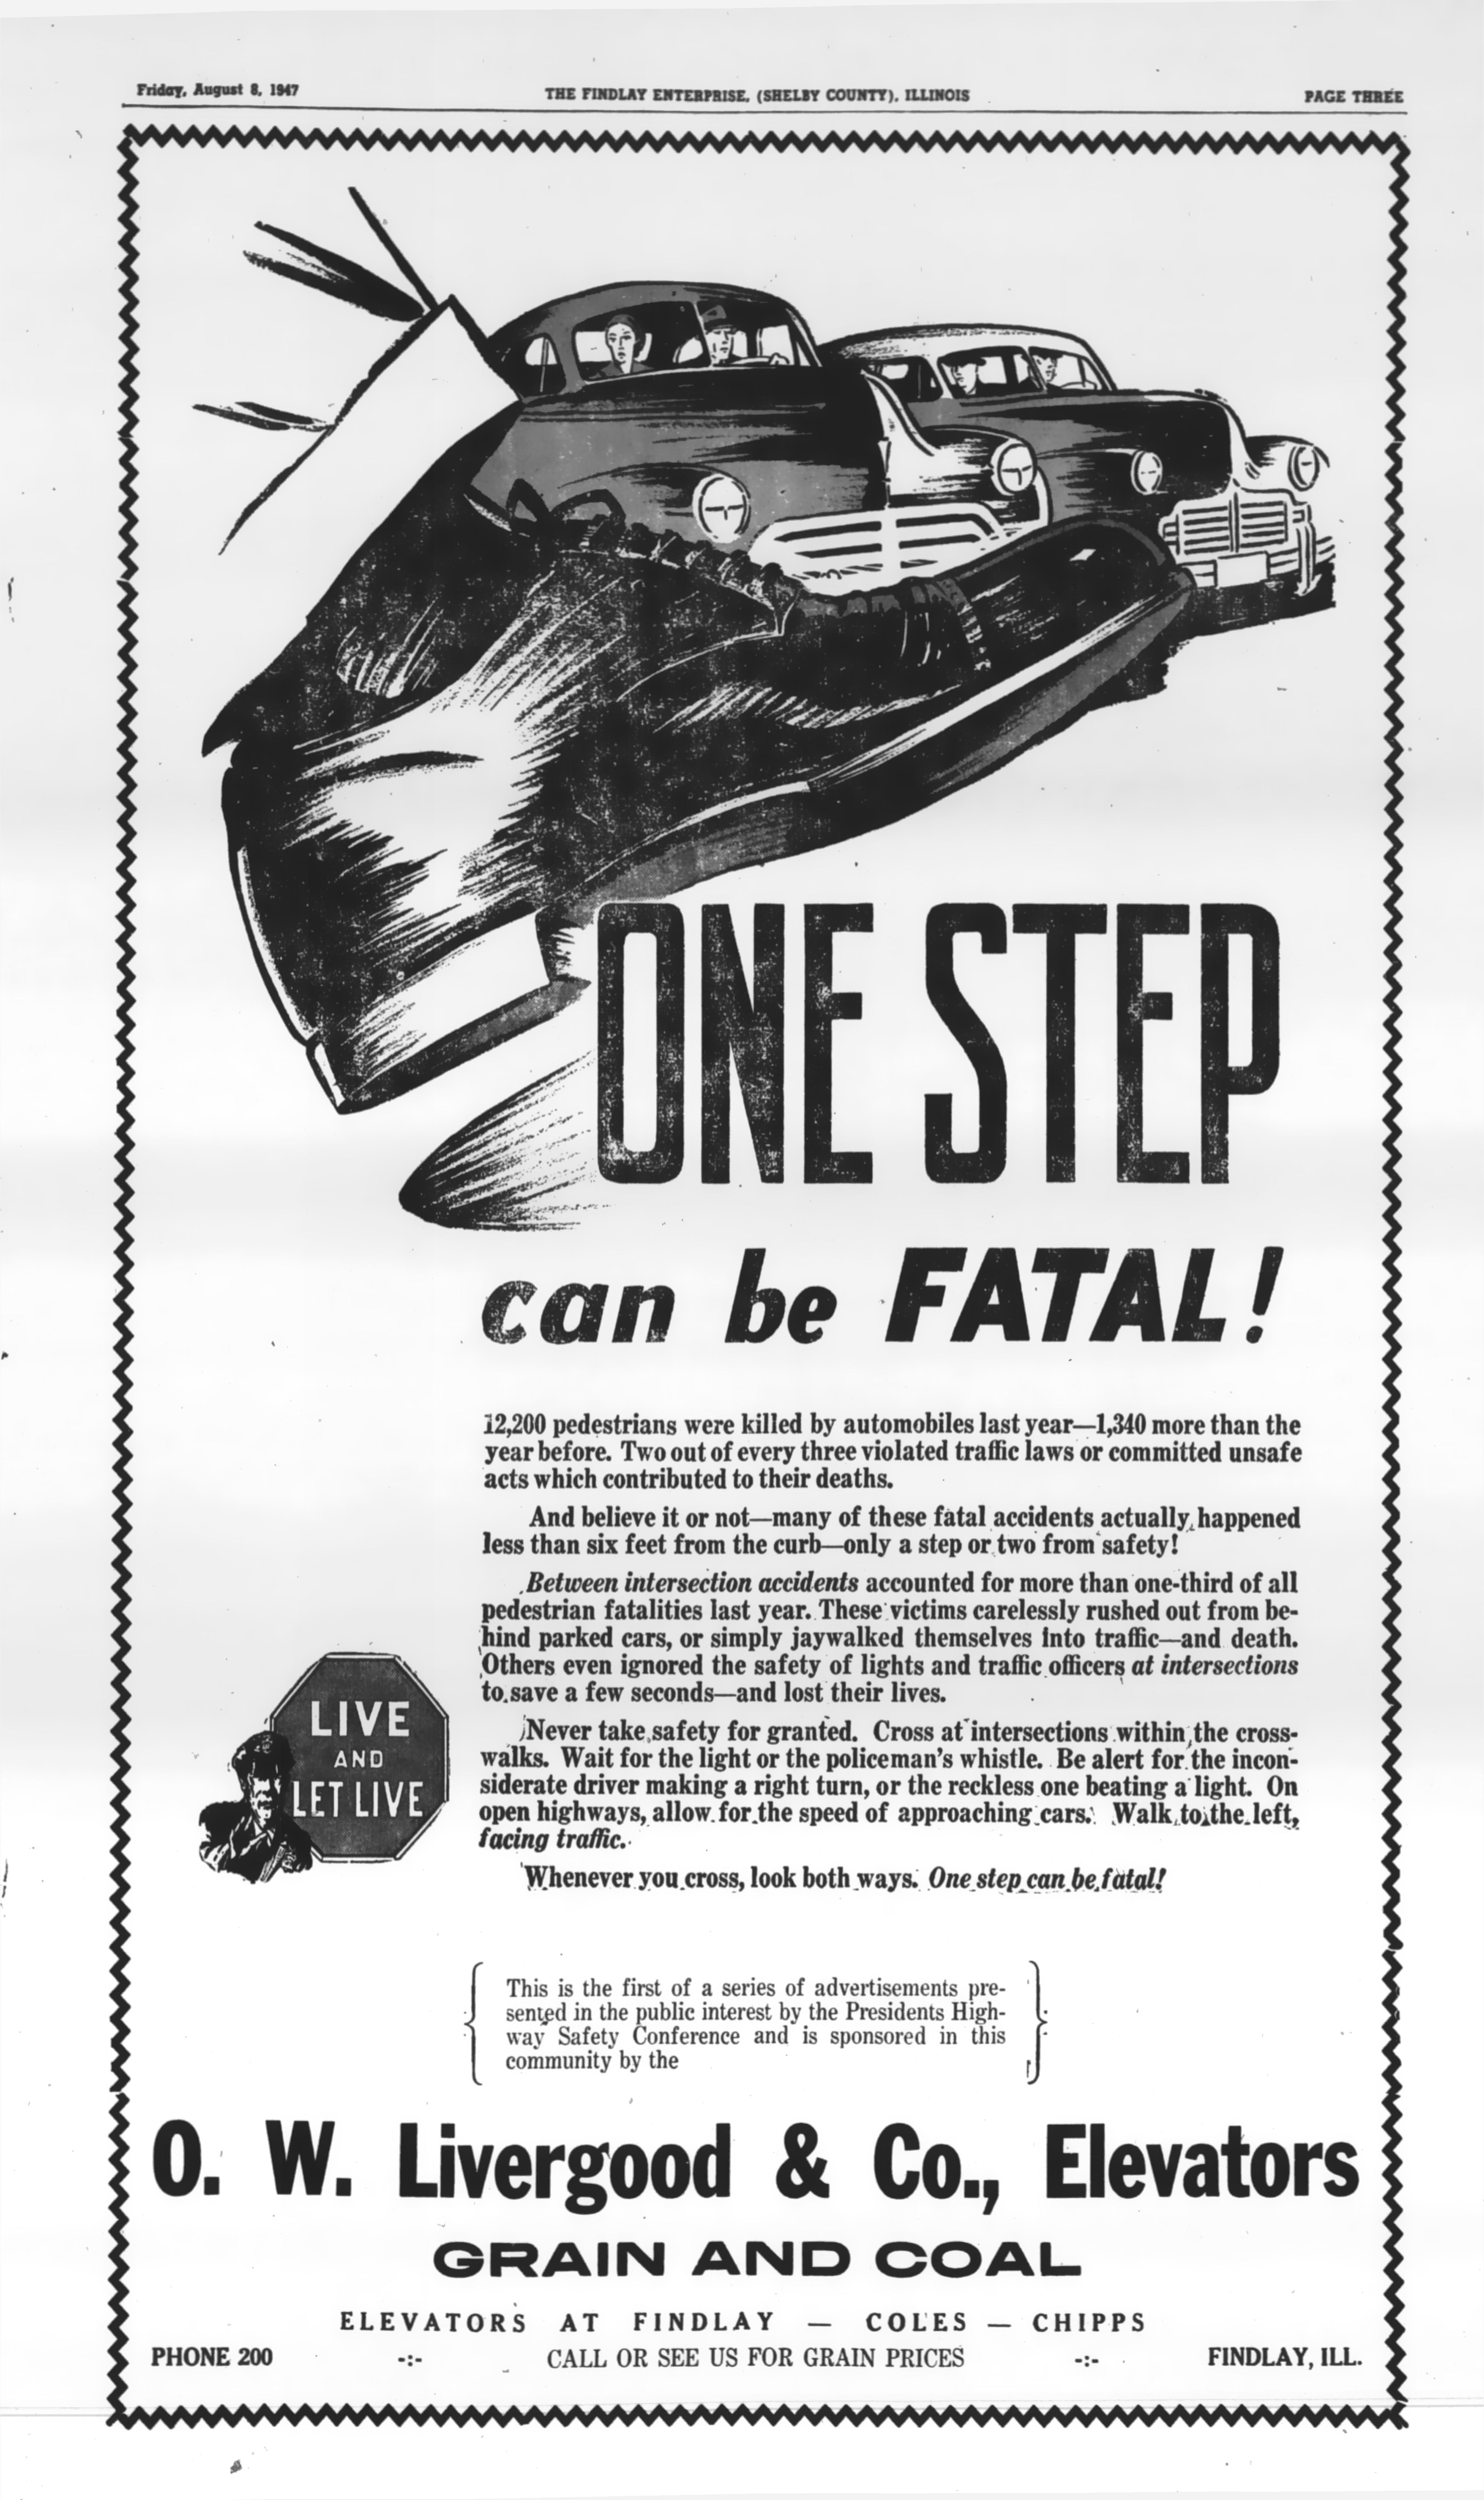 Friday, August 8, 1947
THE FINDLAY ENTERPRISE, (SHELBY COUNTY), ILLINOIS
PAGE THREE
ONE STEP
can be FATAL!
12,200 pedestrians were killed by automobiles last year—1,340 more than the
year before. Two out of every three violated traffic laws or committed unsafe
acts which contributed to their deaths.
And believe it or not—many of these fatal accidents actually happened
less than six feet from the curb—only a step or two from safety!
Between intersection accidents accounted for more than one-third of all
pedestrian fatalities last year. These victims carelessly rushed out from be-
hind parked cars, or simply jaywalked themselves into traffic—and death.
Others even ignored the safety of lights and traffic officers at intersections
to save a few seconds—and lost their lives.
Never take safety for granted. Cross at intersections within the cross-
walks. Wait for the light or the policeman's whistle. Be alert for the incon-
siderate driver making a right turn, or the reckless one beating a light. On
open highways, allow for the speed of approaching cars. Walk to the left,
facing traffic.
Whenever you cross, look both ways. One step can be fatal!
LIVE
AND
LET LIVE
This is the first of a series of advertisements pre-
sented in the public interest by the Presidents High-
way Safety Conference and is sponsored in this
community by the
O. W. Livergood & Co., Elevators
GRAIN AND COAL
ELEVATORS AT FINDLAY — COLES — CHIPPS
PHONE 200 -:- CALL OR SEE US FOR GRAIN PRICES -:- FINDLAY, ILL.